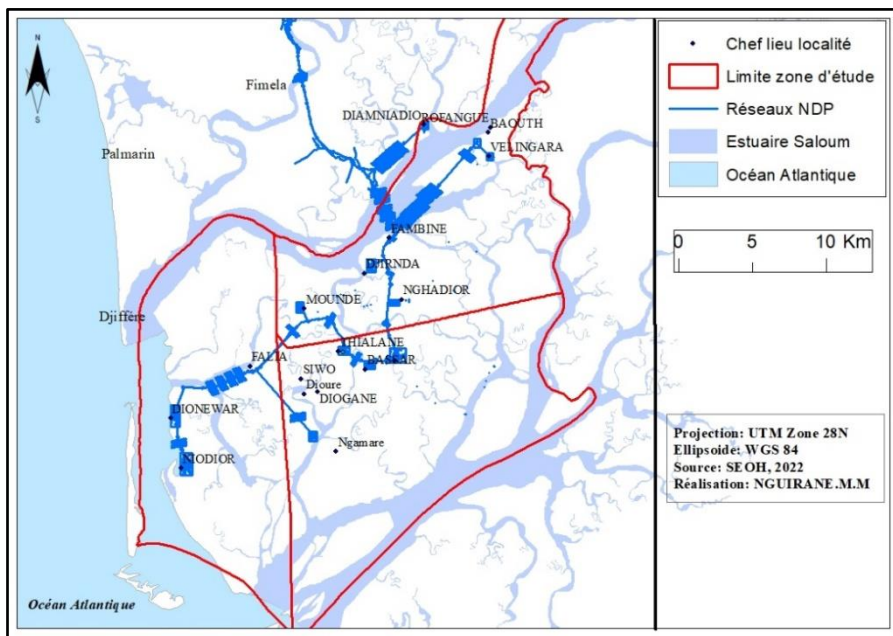 N
S
Fimela
Palmarin
Djiffère
DIAMNIADIO
ROFANGUE
BAOUTH
VELINGARA
FAMBINE
DJIRNDA
NGHADIOR
MOUNDE
THIALANE
BASSAR
FALIA
SIWO
Djoure
DIOGANE
DIONEWAR
Ngamare
NIODIOR
Océan Atlantique
Chef lieu localité
Limite zone d'étude
Réseaux NDP
Estuaire Saloum
Océan Atlantique
0 5 10 Km
Projection: UTM Zone 28N
Ellipsoide: WGS 84
Source: SEOH, 2022
Réalisation: NGUIRANE.M.M